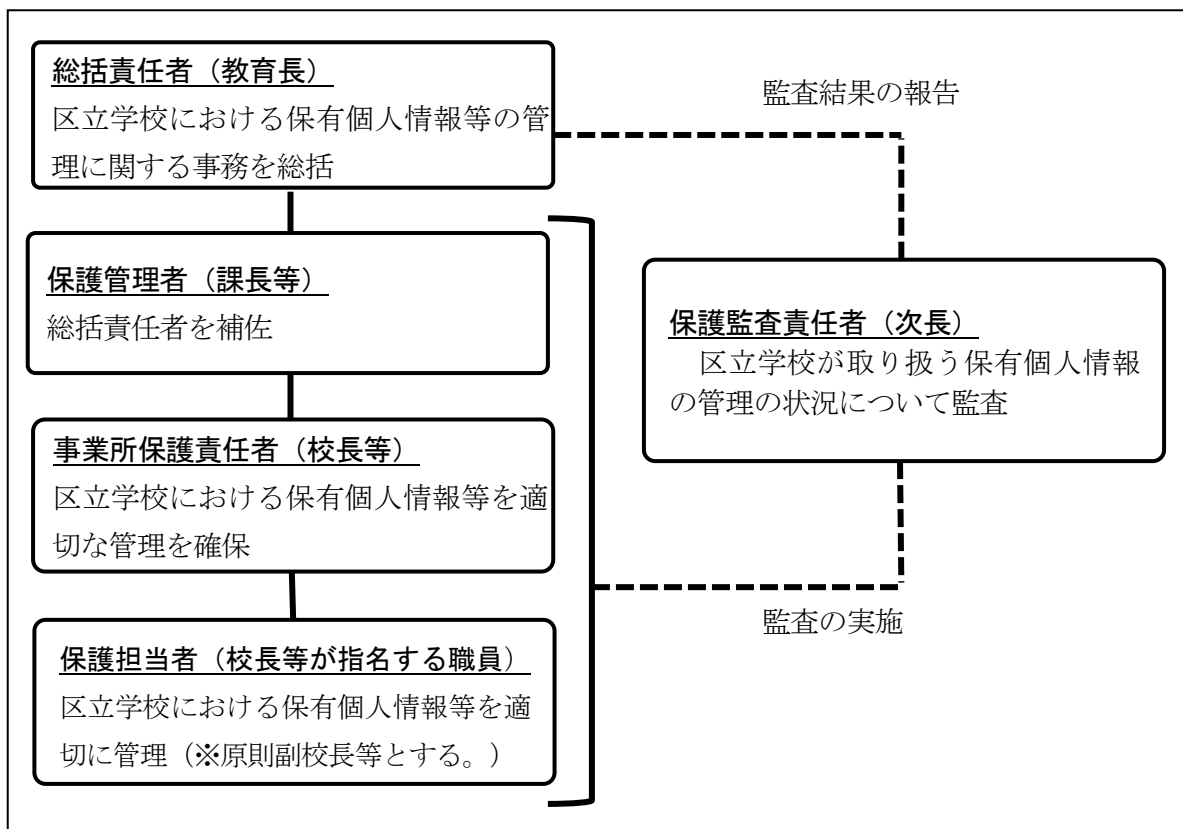 総括責任者（教育長）
区立学校における保有個人情報等の管
理に関する事務を総括
監査結果の報告
保護管理者（課長等）
総括責任者を補佐
保護監査責任者（次長）
区立学校が取り扱う保有個人情報
の管理の状況について監査
事業所保護責任者（校長等）
区立学校における保有個人情報等を適
切な管理を確保
監査の実施
保護担当者（校長等が指名する職員）
区立学校における保有個人情報等を適
切に管理（※原則副校長等とする。）